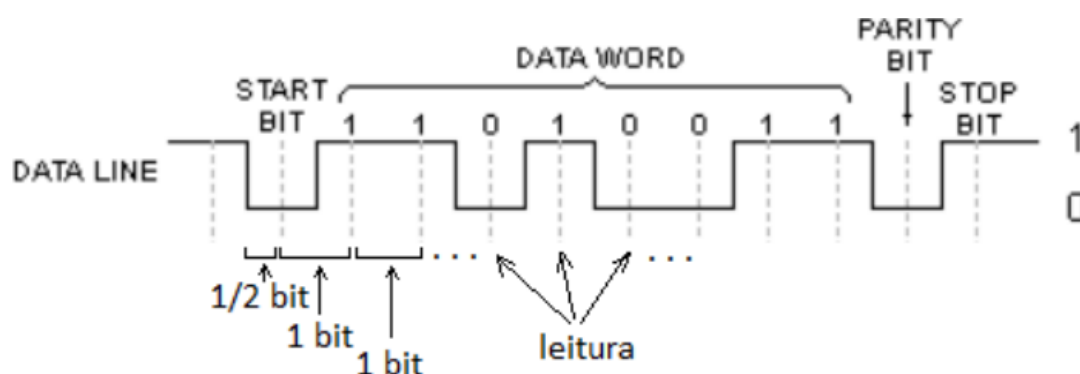 PARITY
BIT
DATA WORD
START
BIT
STOP
BIT
1 1 0 1 0 0 1 1
1
DATA LINE
0
. . . . . .
1/2 bit
1 bit
1 bit
leitura